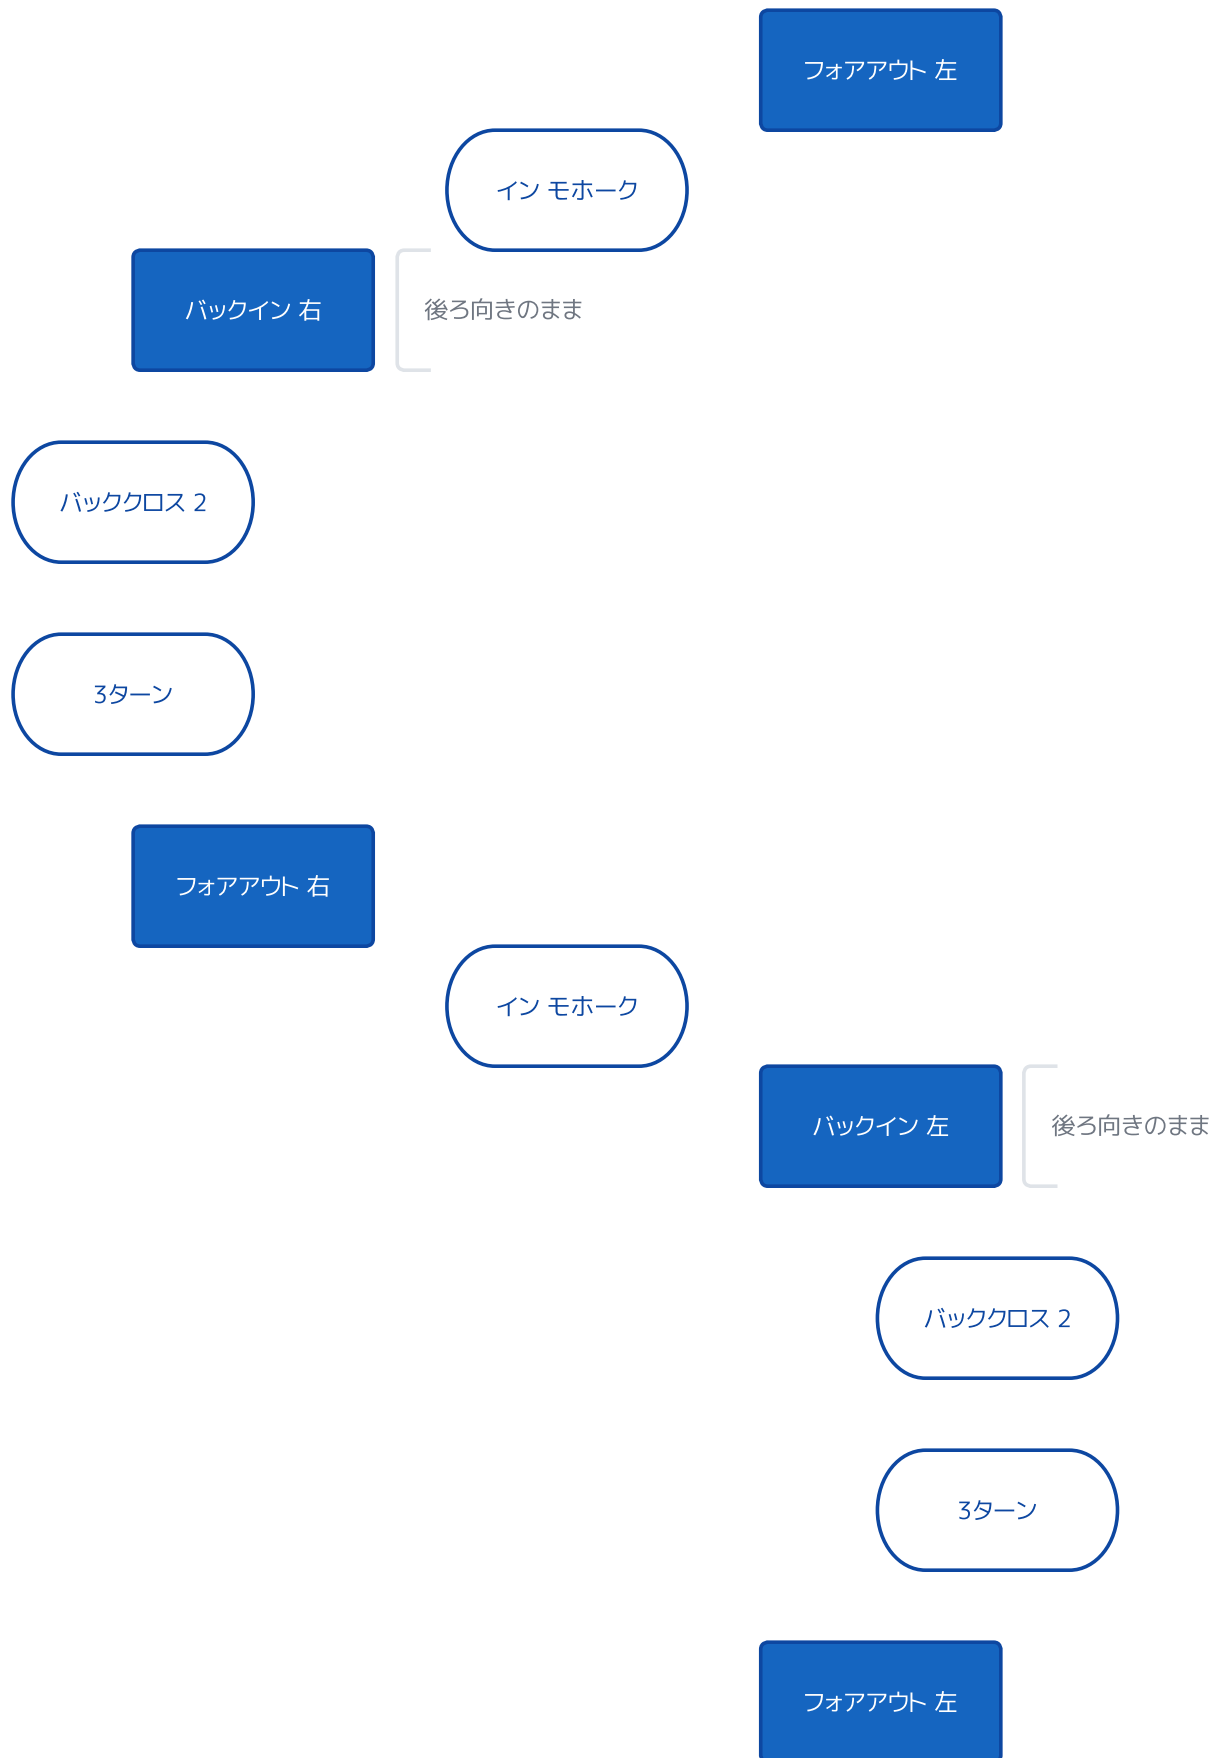 フォアアウト 左
イン モホーク
バックイン 右
後ろ向きのまま
バッククロス 2
3ターン
フォアアウト 右
イン モホーク
バックイン 左
後ろ向きのまま
バッククロス 2
3ターン
フォアアウト 左